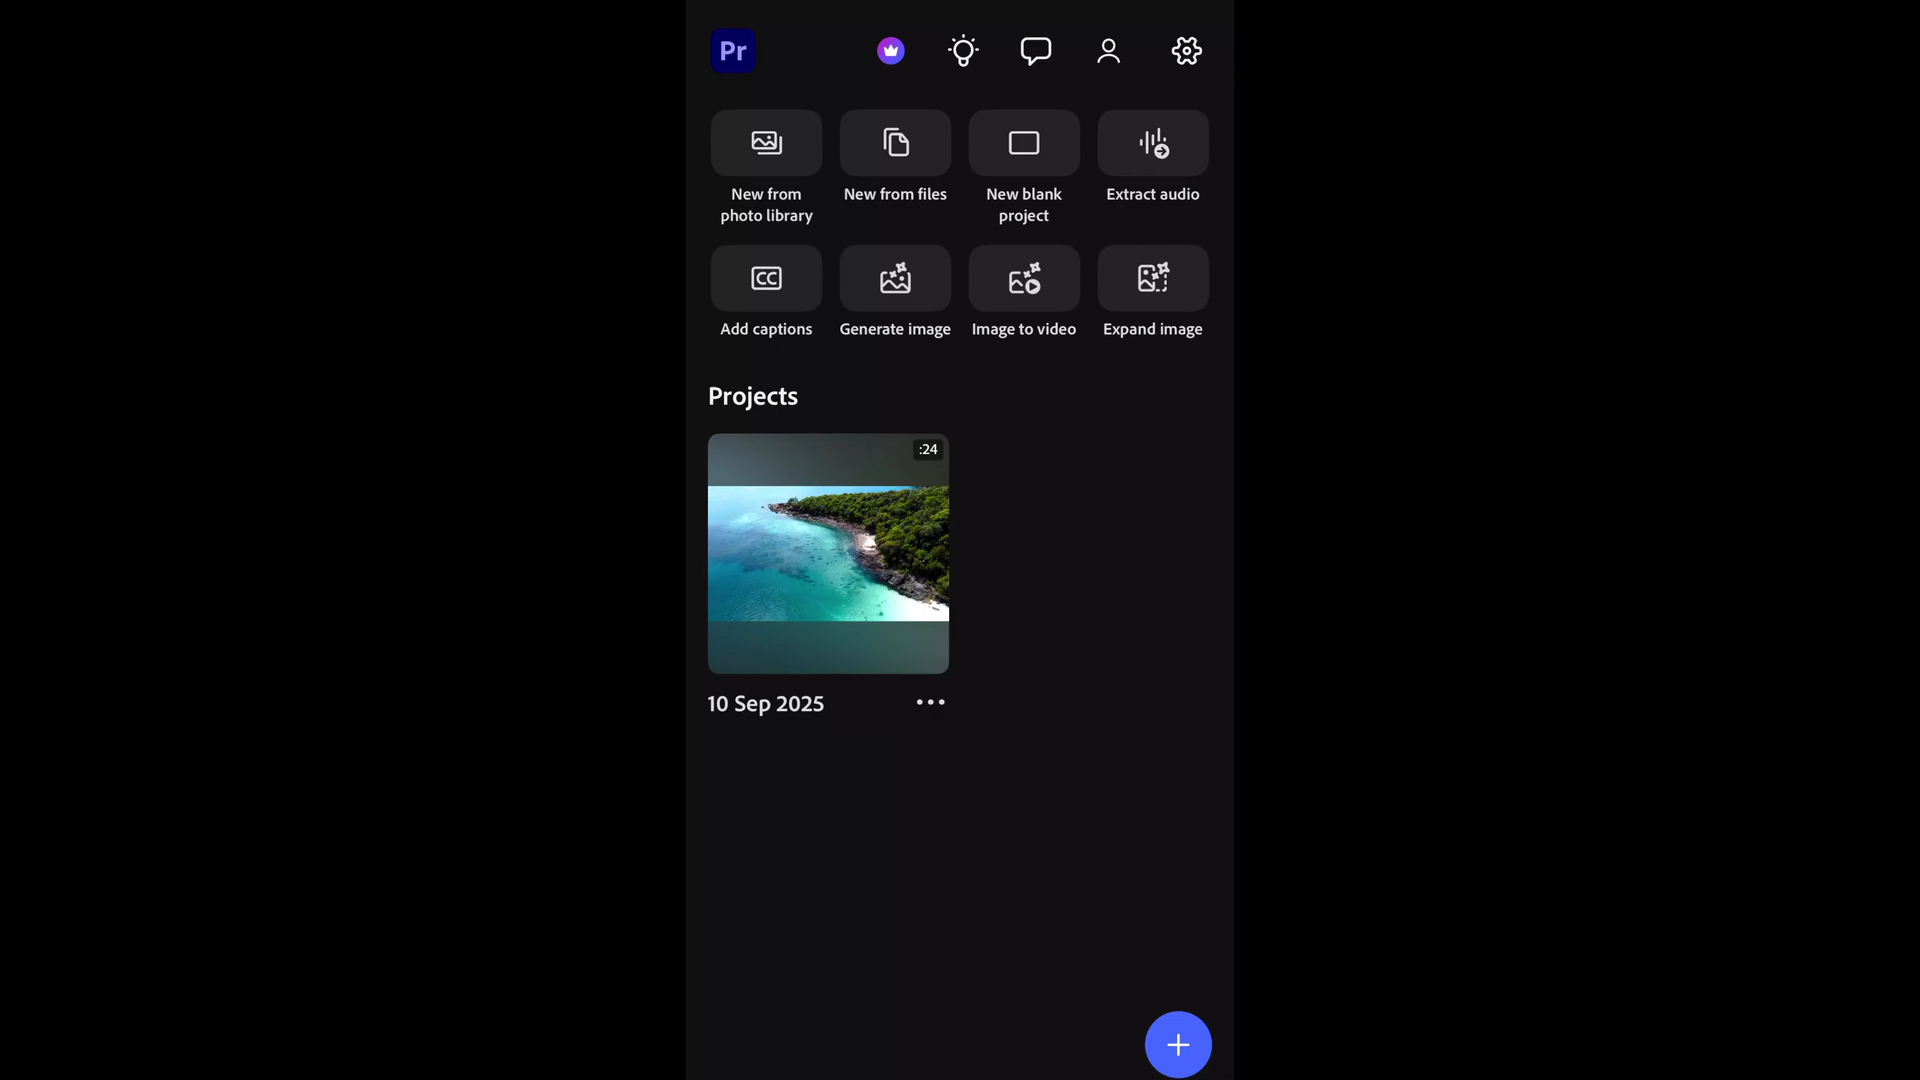 Pr
New from
photo library
New from files
New blank
project
Extract audio
CC
Add captions
Generate image
Image to video
Expand image
Projects
:24
10 Sep 2025